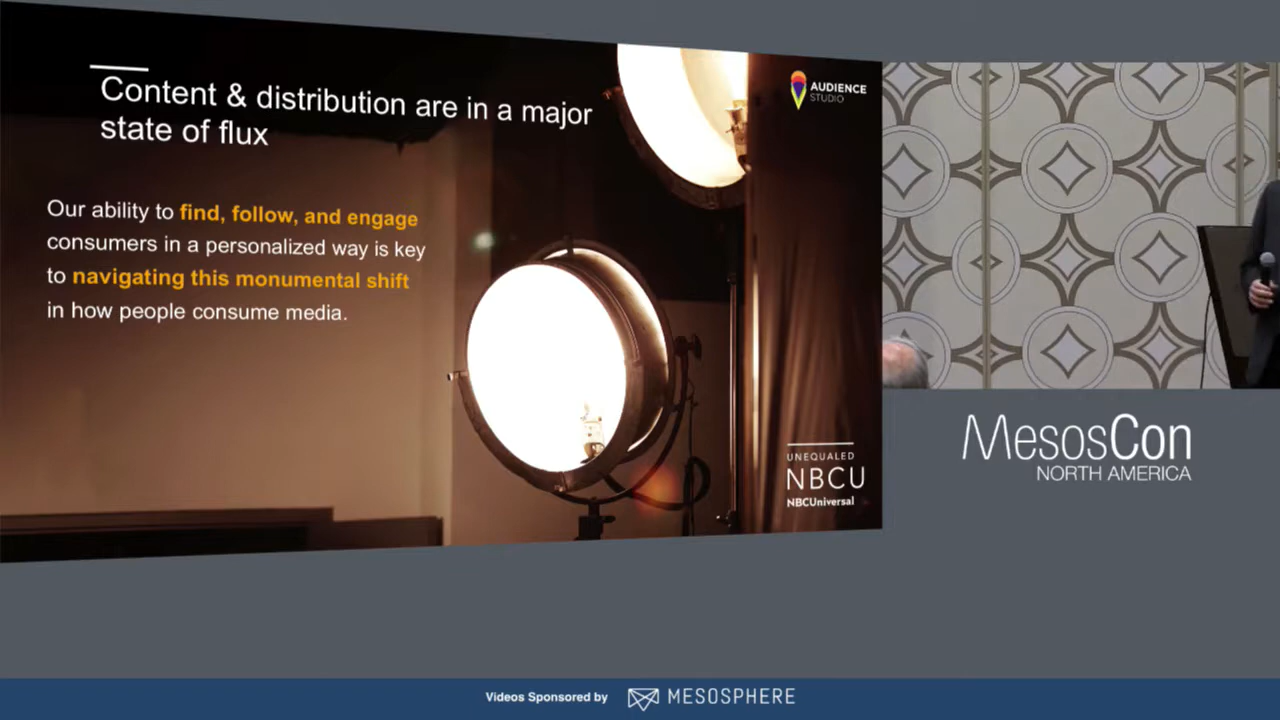 Content & distribution are in a major
state of flux
AUDIENCE
STUDIO
Our ability to find, follow, and engage
consumers in a personalized way is key
to navigating this monumental shift
in how people consume media.
UNEQUALED
NBCU
NBCUniversal
MesosCon
NORTH AMERICA
Videos Sponsored by MESOSPHERE